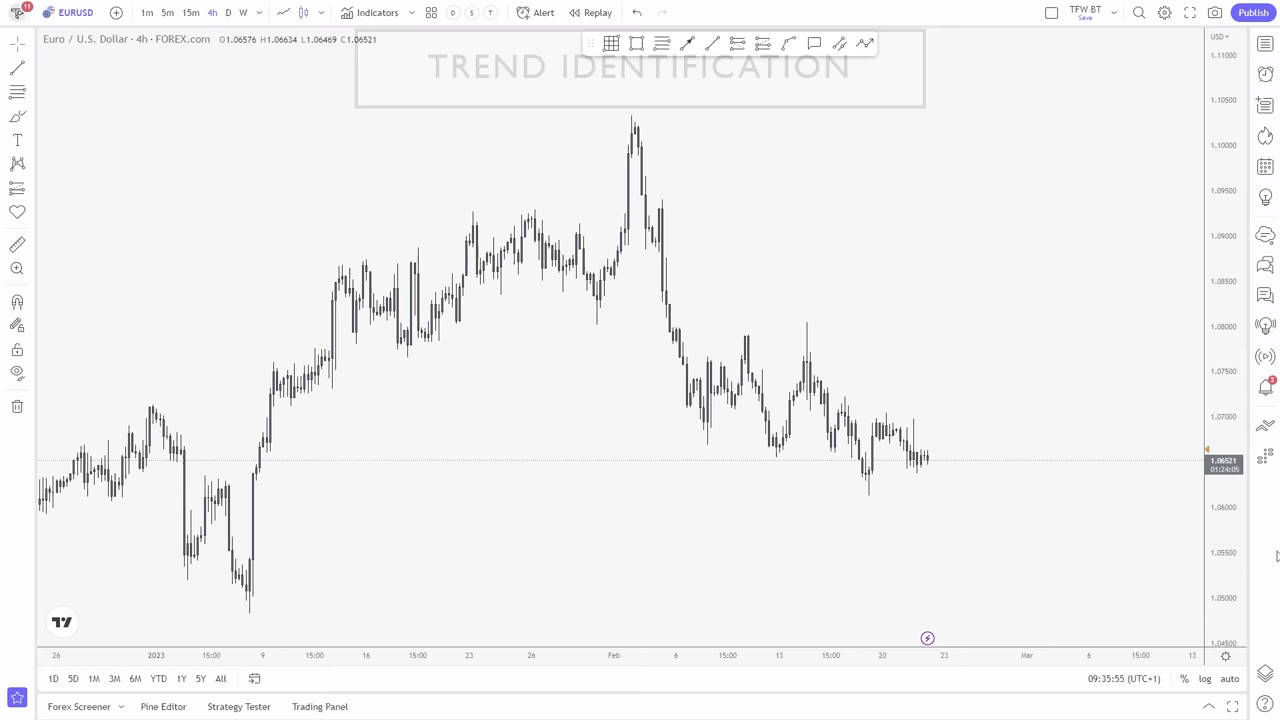 11
EURUSD
1m 5m 15m 4h D W
Indicators
D S T
Alert
Replay
TFW BT
Save
Publish
Euro / U.S. Dollar · 4h · FOREX.com O1.06576 H1.06634 L1.06469 C1.06521
USD
TREND IDENTIFICATION
1.11000
1.10500
1.10000
1.09500
1.09000
1.08500
1.08000
1.07500
1.07000
1.06521
01:24:05
1.06000
1.05500
1.05000
1.04500
2
26 2023 15:00 9 15:00 16 15:00 23 26 Feb 6 15:00 13 15:00 20 23 Mar 6 15:00 13
1D 5D 1M 3M 6M YTD 1Y 5Y All
09:35:55 (UTC+1) % log auto
Forex Screener Pine Editor Strategy Tester Trading Panel